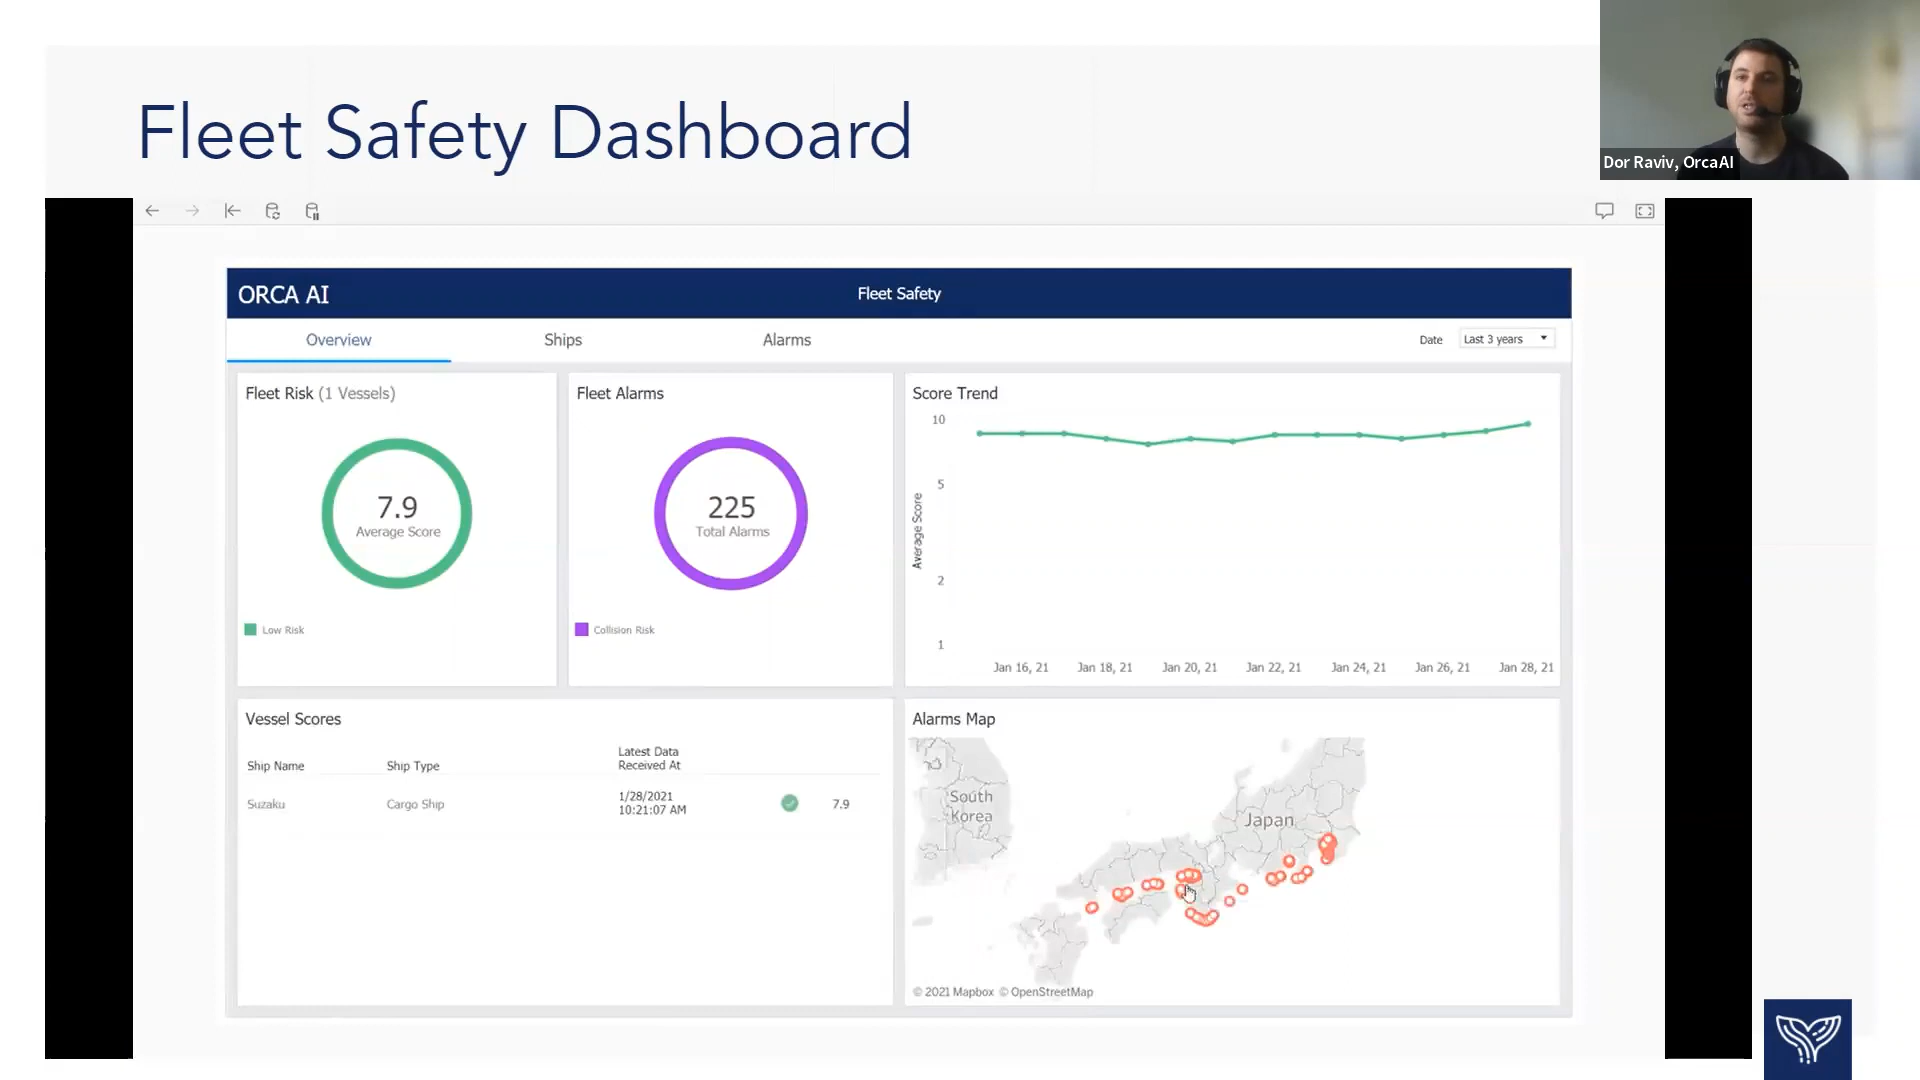 Fleet Safety Dashboard
Dor Raviv, OrcaAI
ORCA AI
Fleet Safety
Overview
Ships
Alarms
Date
Last 3 years
Fleet Risk (1 Vessels)
7.9
Average Score
Low Risk
Fleet Alarms
225
Total Alarms
Collision Risk
Score Trend
Average Score
10
5
2
1
Jan 16, 21
Jan 18, 21
Jan 20, 21
Jan 22, 21
Jan 24, 21
Jan 26, 21
Jan 28, 21
Vessel Scores
Ship Name
Ship Type
Latest Data
Received At
Suzaku
Cargo Ship
1/28/2021
10:21:07 AM
7.9
Alarms Map
South
Korea
Japan
© 2021 Mapbox © OpenStreetMap